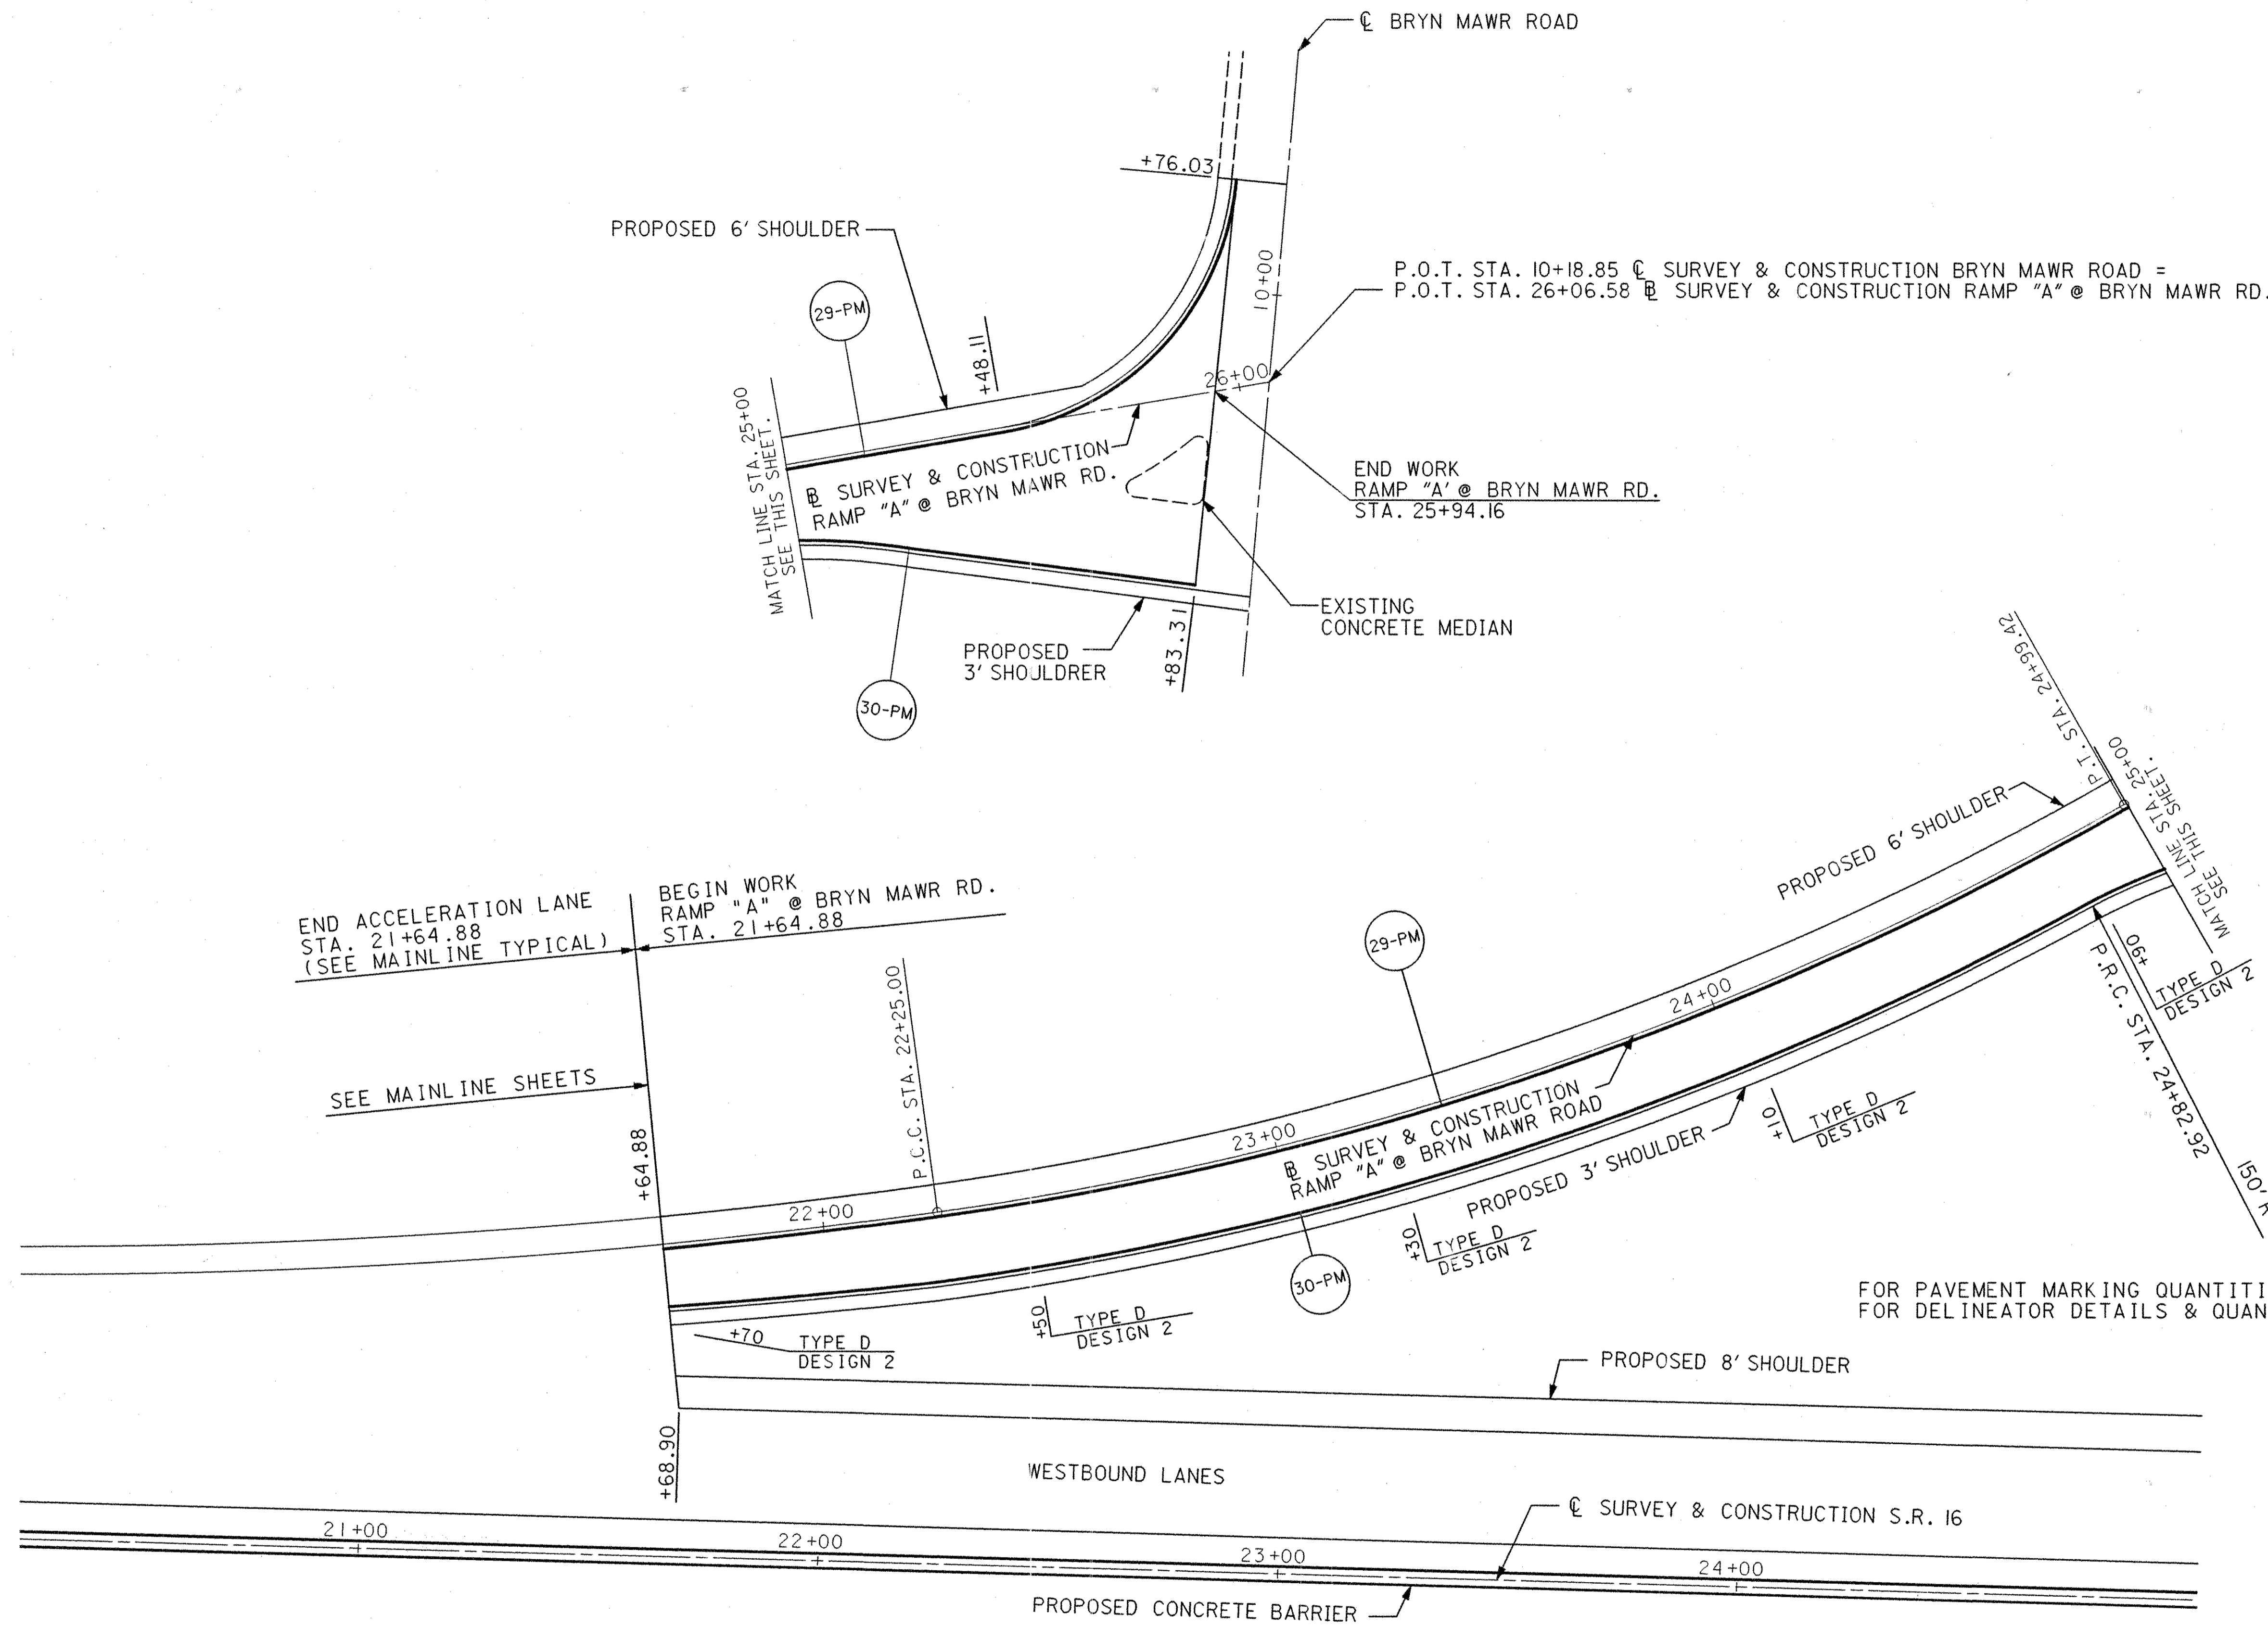 ℄ BRYN MAWR ROAD
+76.03
PROPOSED 6' SHOULDER
29-PM
+48.11
10+00
P.O.T. STA. 10+18.85 ℄ SURVEY & CONSTRUCTION BRYN MAWR ROAD =
P.O.T. STA. 26+06.58 BL SURVEY & CONSTRUCTION RAMP "A" @ BRYN MAWR RD.
26+00
MATCH LINE STA. 25+00
SEE THIS SHEET.
BL SURVEY & CONSTRUCTION
RAMP "A" @ BRYN MAWR RD.
END WORK
RAMP "A' @ BRYN MAWR RD.
STA. 25+94.16
EXISTING
CONCRETE MEDIAN
PROPOSED
3' SHOULDRER
+83.31
30-PM
P.T. STA. 24+99.42
MATCH LINE STA. 25+00
SEE THIS SHEET.
PROPOSED 6' SHOULDER
END ACCELERATION LANE
STA. 21+64.88
(SEE MAINLINE TYPICAL)
BEGIN WORK
RAMP "A" @ BRYN MAWR RD.
STA. 21+64.88
29-PM
P.C.C. STA. 22+25.00
24+00
+90
TYPE D
DESIGN 2
P.R.C. STA. 24+82.92
150' R
SEE MAINLINE SHEETS
+64.88
22+00
23+00
BL SURVEY & CONSTRUCTION
RAMP "A" @ BRYN MAWR ROAD
PROPOSED 3' SHOULDER
+10
TYPE D
DESIGN 2
+30
TYPE D
DESIGN 2
30-PM
+50
TYPE D
DESIGN 2
+70
TYPE D
DESIGN 2
FOR PAVEMENT MARKING QUANTITI
FOR DELINEATOR DETAILS & QUAN
PROPOSED 8' SHOULDER
+68.90
WESTBOUND LANES
℄ SURVEY & CONSTRUCTION S.R. 16
21+00
22+00
23+00
24+00
PROPOSED CONCRETE BARRIER